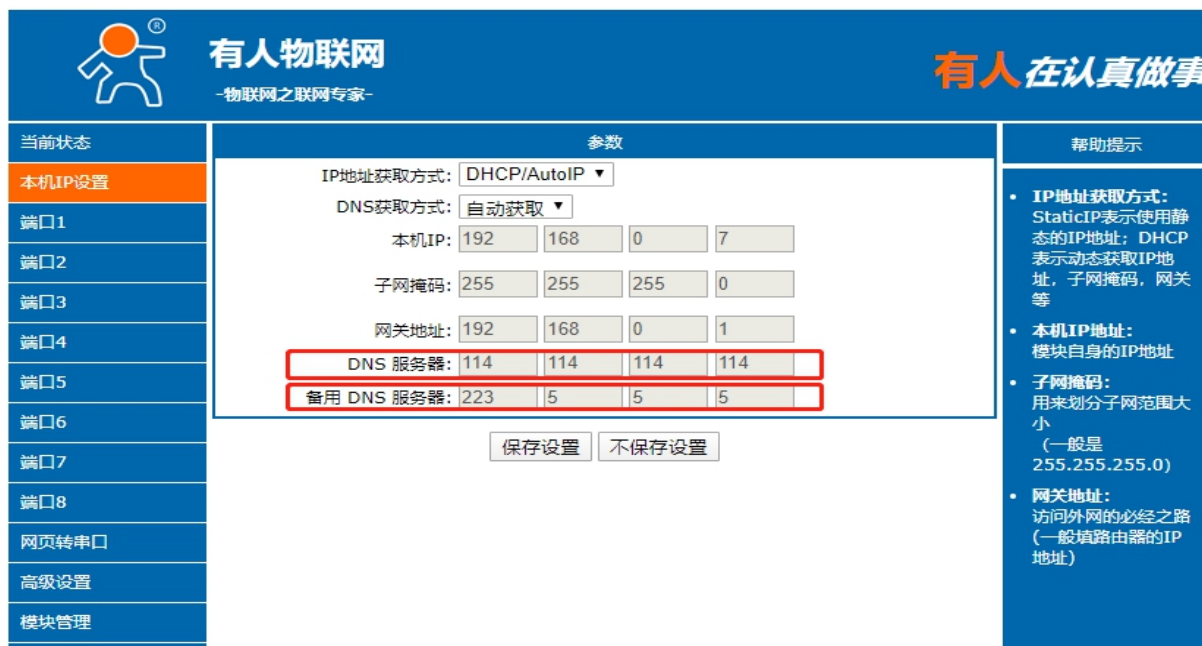 ®
有人物联网
-物联网之联网专家-
有人在认真做事
当前状态
本机IP设置
端口1
端口2
端口3
端口4
端口5
端口6
端口7
端口8
网页转串口
高级设置
模块管理
参数
IP地址获取方式: DHCP/AutoIP ▼
DNS获取方式: 自动获取 ▼
本机IP: 192 168 0 7
子网掩码: 255 255 255 0
网关地址: 192 168 0 1
DNS 服务器: 114 114 114 114
备用 DNS 服务器: 223 5 5 5
保存设置 不保存设置
帮助提示
• IP地址获取方式:
StaticIP表示使用静
态的IP地址; DHCP
表示动态获取IP地
址, 子网掩码, 网关
等
• 本机IP地址:
模块自身的IP地址
• 子网掩码:
用来划分子网范围大
小
(一般是
255.255.255.0)
• 网关地址:
访问外网的必经之路
(一般填路由器的IP
地址)